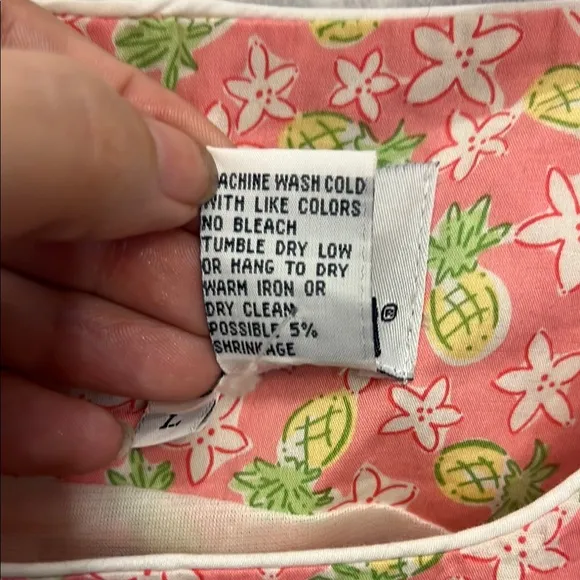 ACHINE WASH COLD
WITH LIKE COLORS
NO BLEACH
TUMBLE DRY LOW
OR HANG TO DRY
WARM IRON OR
DRY CLEAN
POSSIBLE 5%
SHRINKAGE
®
L